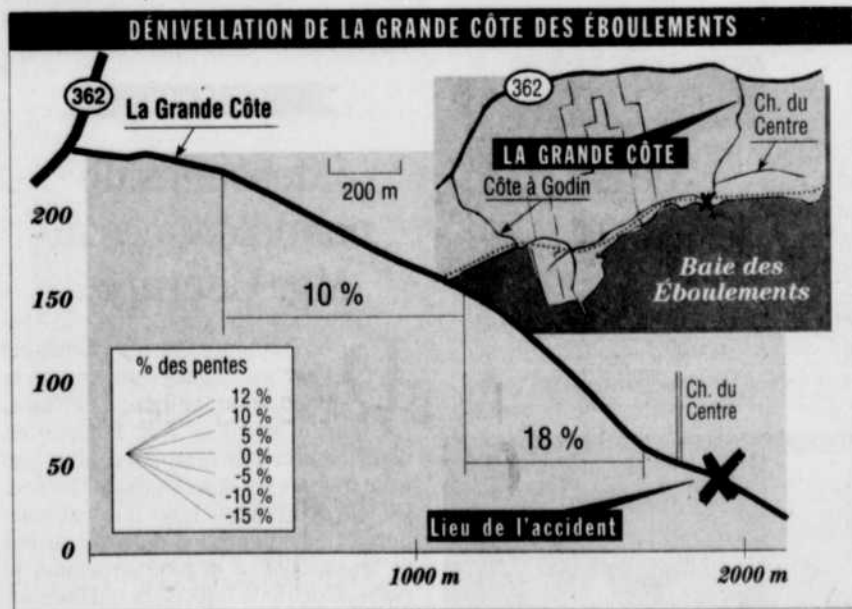 DÉNIVELLATION DE LA GRANDE CÔTE DES ÉBOULEMENTS
362
La Grande Côte
200 m
362
Ch. du
Centre
LA GRANDE CÔTE
Côte à Godin
Baie des
Éboulements
200
150
100
50
0
10 %
% des pentes
12 %
10 %
5 %
0 %
-5 %
-10 %
-15 %
18 %
Ch. du
Centre
Lieu de l'accident
1000 m
2000 m